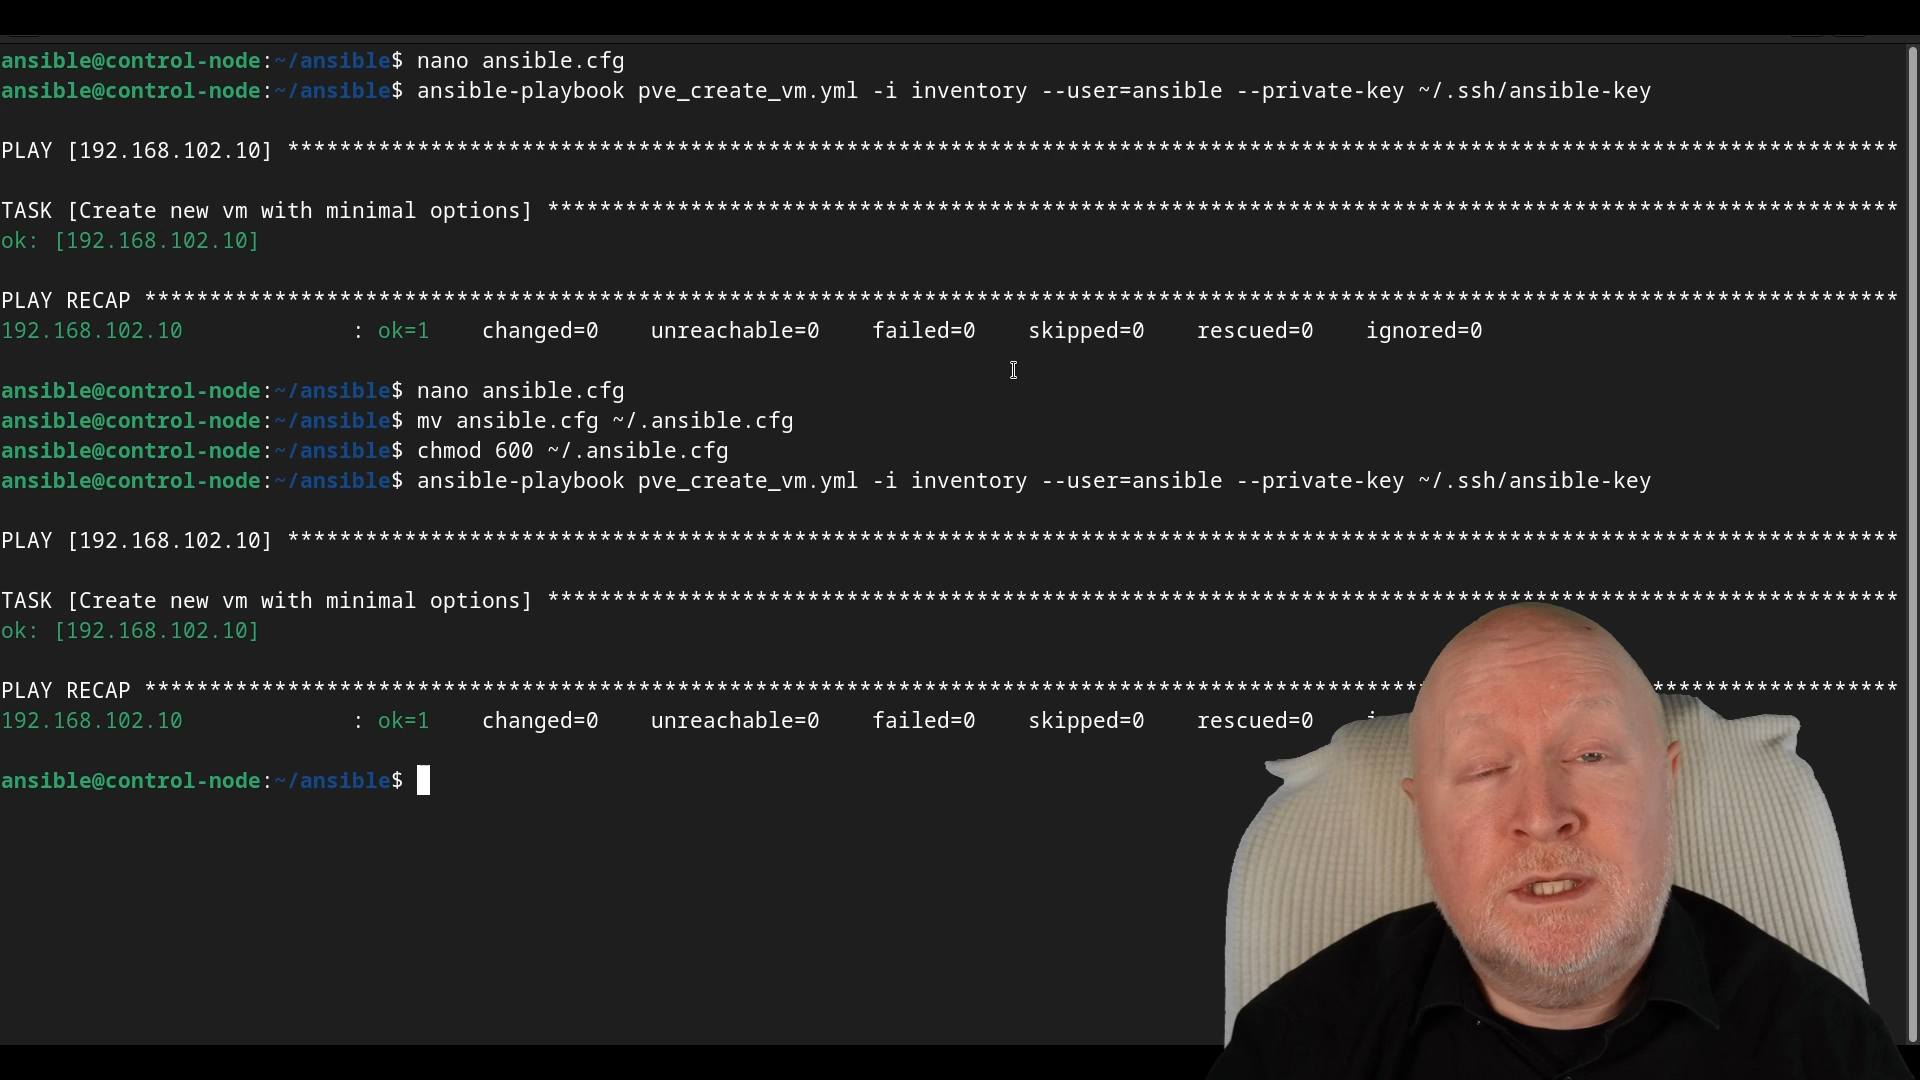 ansible@control-node:~/ansible$ nano ansible.cfg
ansible@control-node:~/ansible$ ansible-playbook pve_create_vm.yml -i inventory --user=ansible --private-key ~/.ssh/ansible-key
PLAY [192.168.102.10] ***************************************************************************************************************************
TASK [Create new vm with minimal options] *******************************************************************************************************
ok: [192.168.102.10]
PLAY RECAP **************************************************************************************************************************************
192.168.102.10             : ok=1    changed=0    unreachable=0    failed=0    skipped=0    rescued=0    ignored=0
ansible@control-node:~/ansible$ nano ansible.cfg
ansible@control-node:~/ansible$ mv ansible.cfg ~/.ansible.cfg
ansible@control-node:~/ansible$ chmod 600 ~/.ansible.cfg
ansible@control-node:~/ansible$ ansible-playbook pve_create_vm.yml -i inventory --user=ansible --private-key ~/.ssh/ansible-key
PLAY [192.168.102.10] ***************************************************************************************************************************
TASK [Create new vm with minimal options] *******************************************************************************************************
ok: [192.168.102.10]
PLAY RECAP **************************************************************************************************************************************
192.168.102.10             : ok=1    changed=0    unreachable=0    failed=0    skipped=0    rescued=0
ansible@control-node:~/ansible$